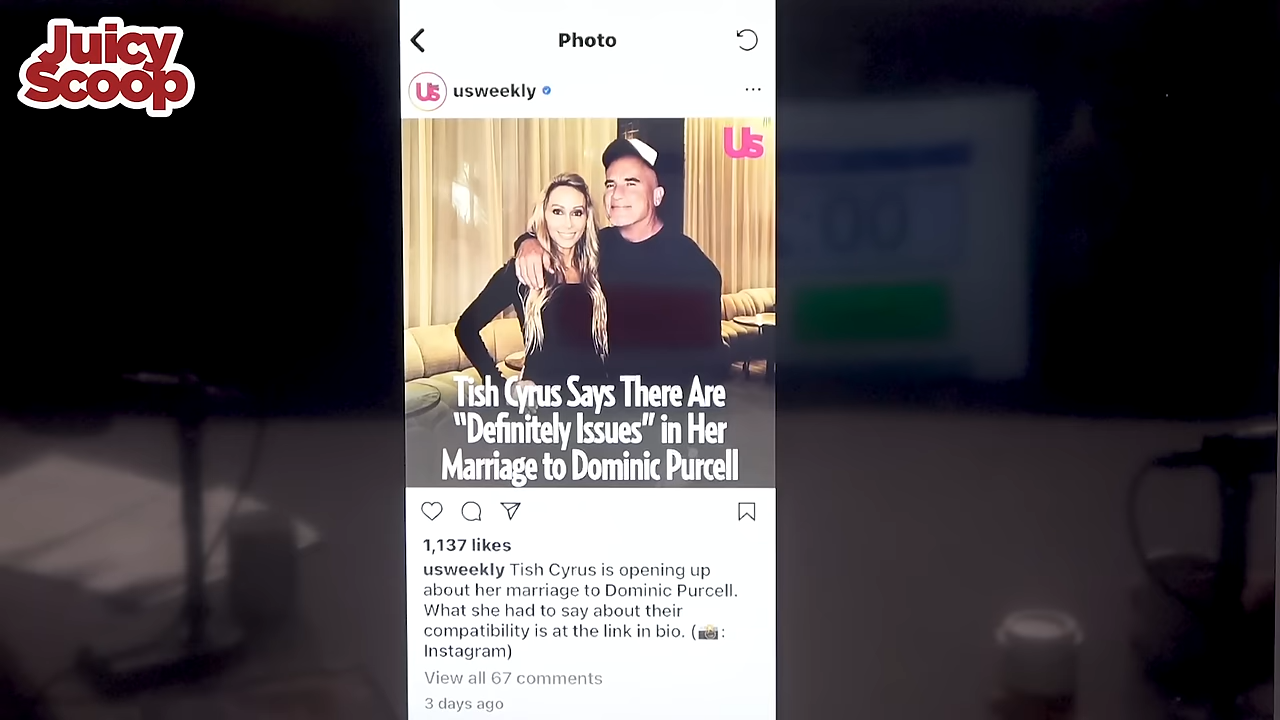 Juicy
Scoop
Photo
Us
usweekly
Us
Tish Cyrus Says There Are
"Definitely Issues" in Her
Marriage to Dominic Purcell
1,137 likes
usweekly Tish Cyrus is opening up
about her marriage to Dominic Purcell.
What she had to say about their
compatibility is at the link in bio. (📸:
Instagram)
View all 67 comments
3 days ago